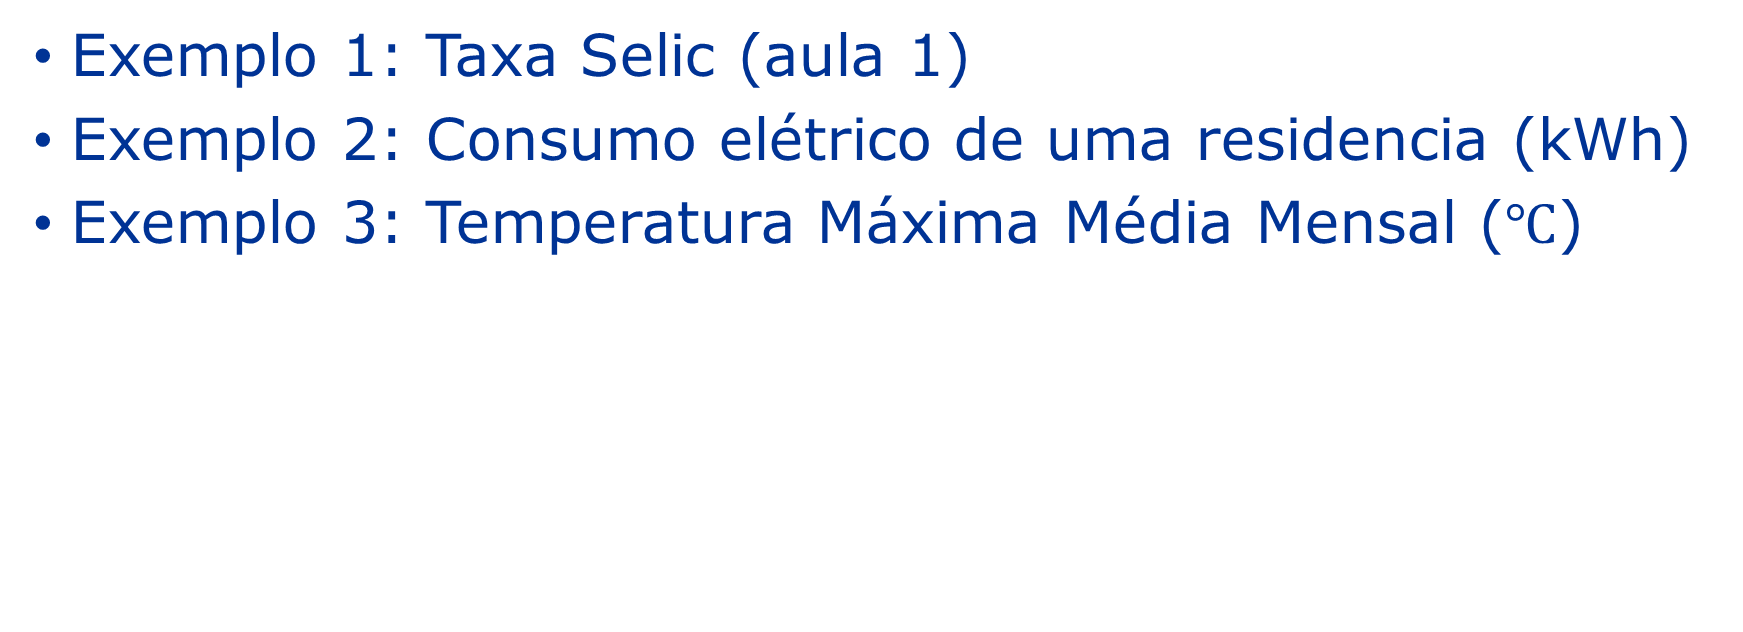 • Exemplo 1: Taxa Selic (aula 1)
• Exemplo 2: Consumo elétrico de uma residencia (kWh)
• Exemplo 3: Temperatura Máxima Média Mensal (℃)